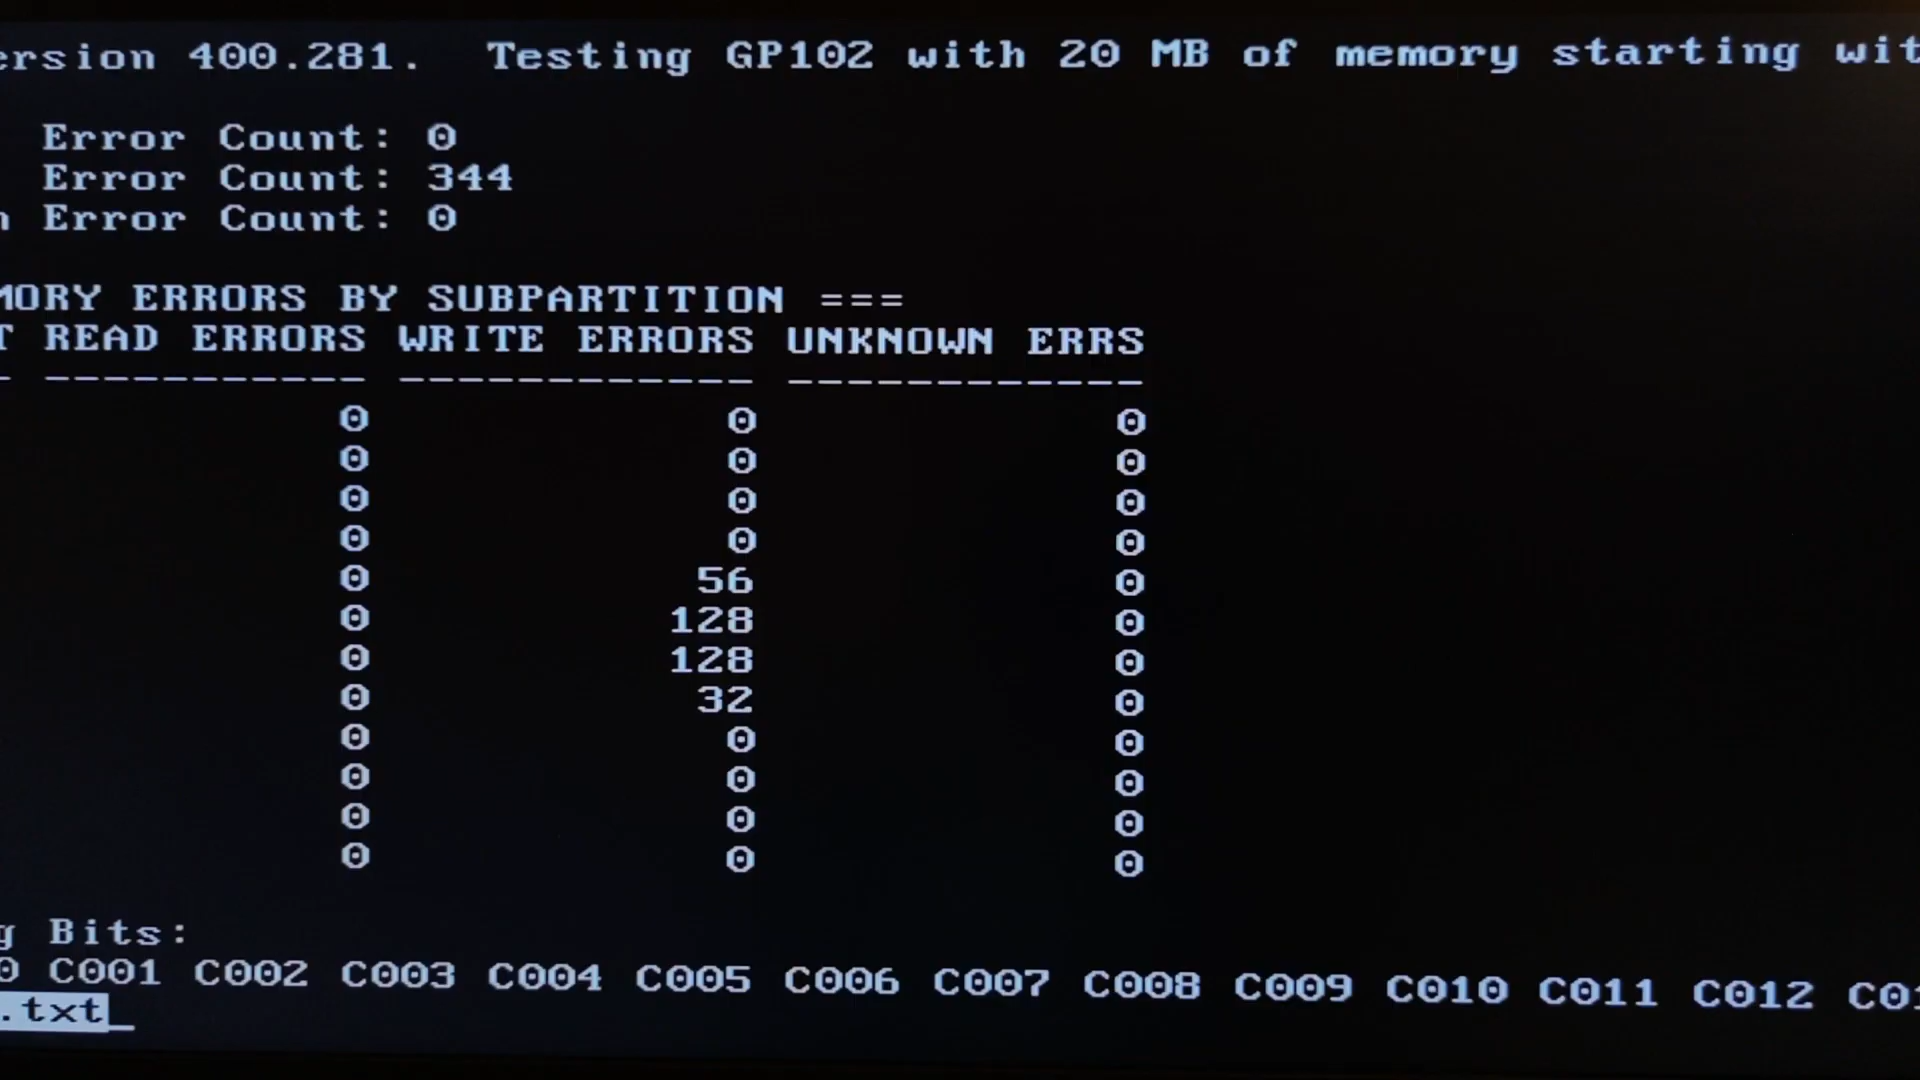 ersion 400.281. Testing GP102 with 20 MB of memory starting wit
Error Count: 0
Error Count: 344
n Error Count: 0
MORY ERRORS BY SUBPARTITION ===
T READ ERRORS WRITE ERRORS UNKNOWN ERRS
- ----------- ------------ ------------
0 0 0
0 0 0
0 0 0
0 0 0
0 56 0
0 128 0
0 128 0
0 32 0
0 0 0
0 0 0
0 0 0
0 0 0
g Bits:
0 C001 C002 C003 C004 C005 C006 C007 C008 C009 C010 C011 C012 C01
.txt_